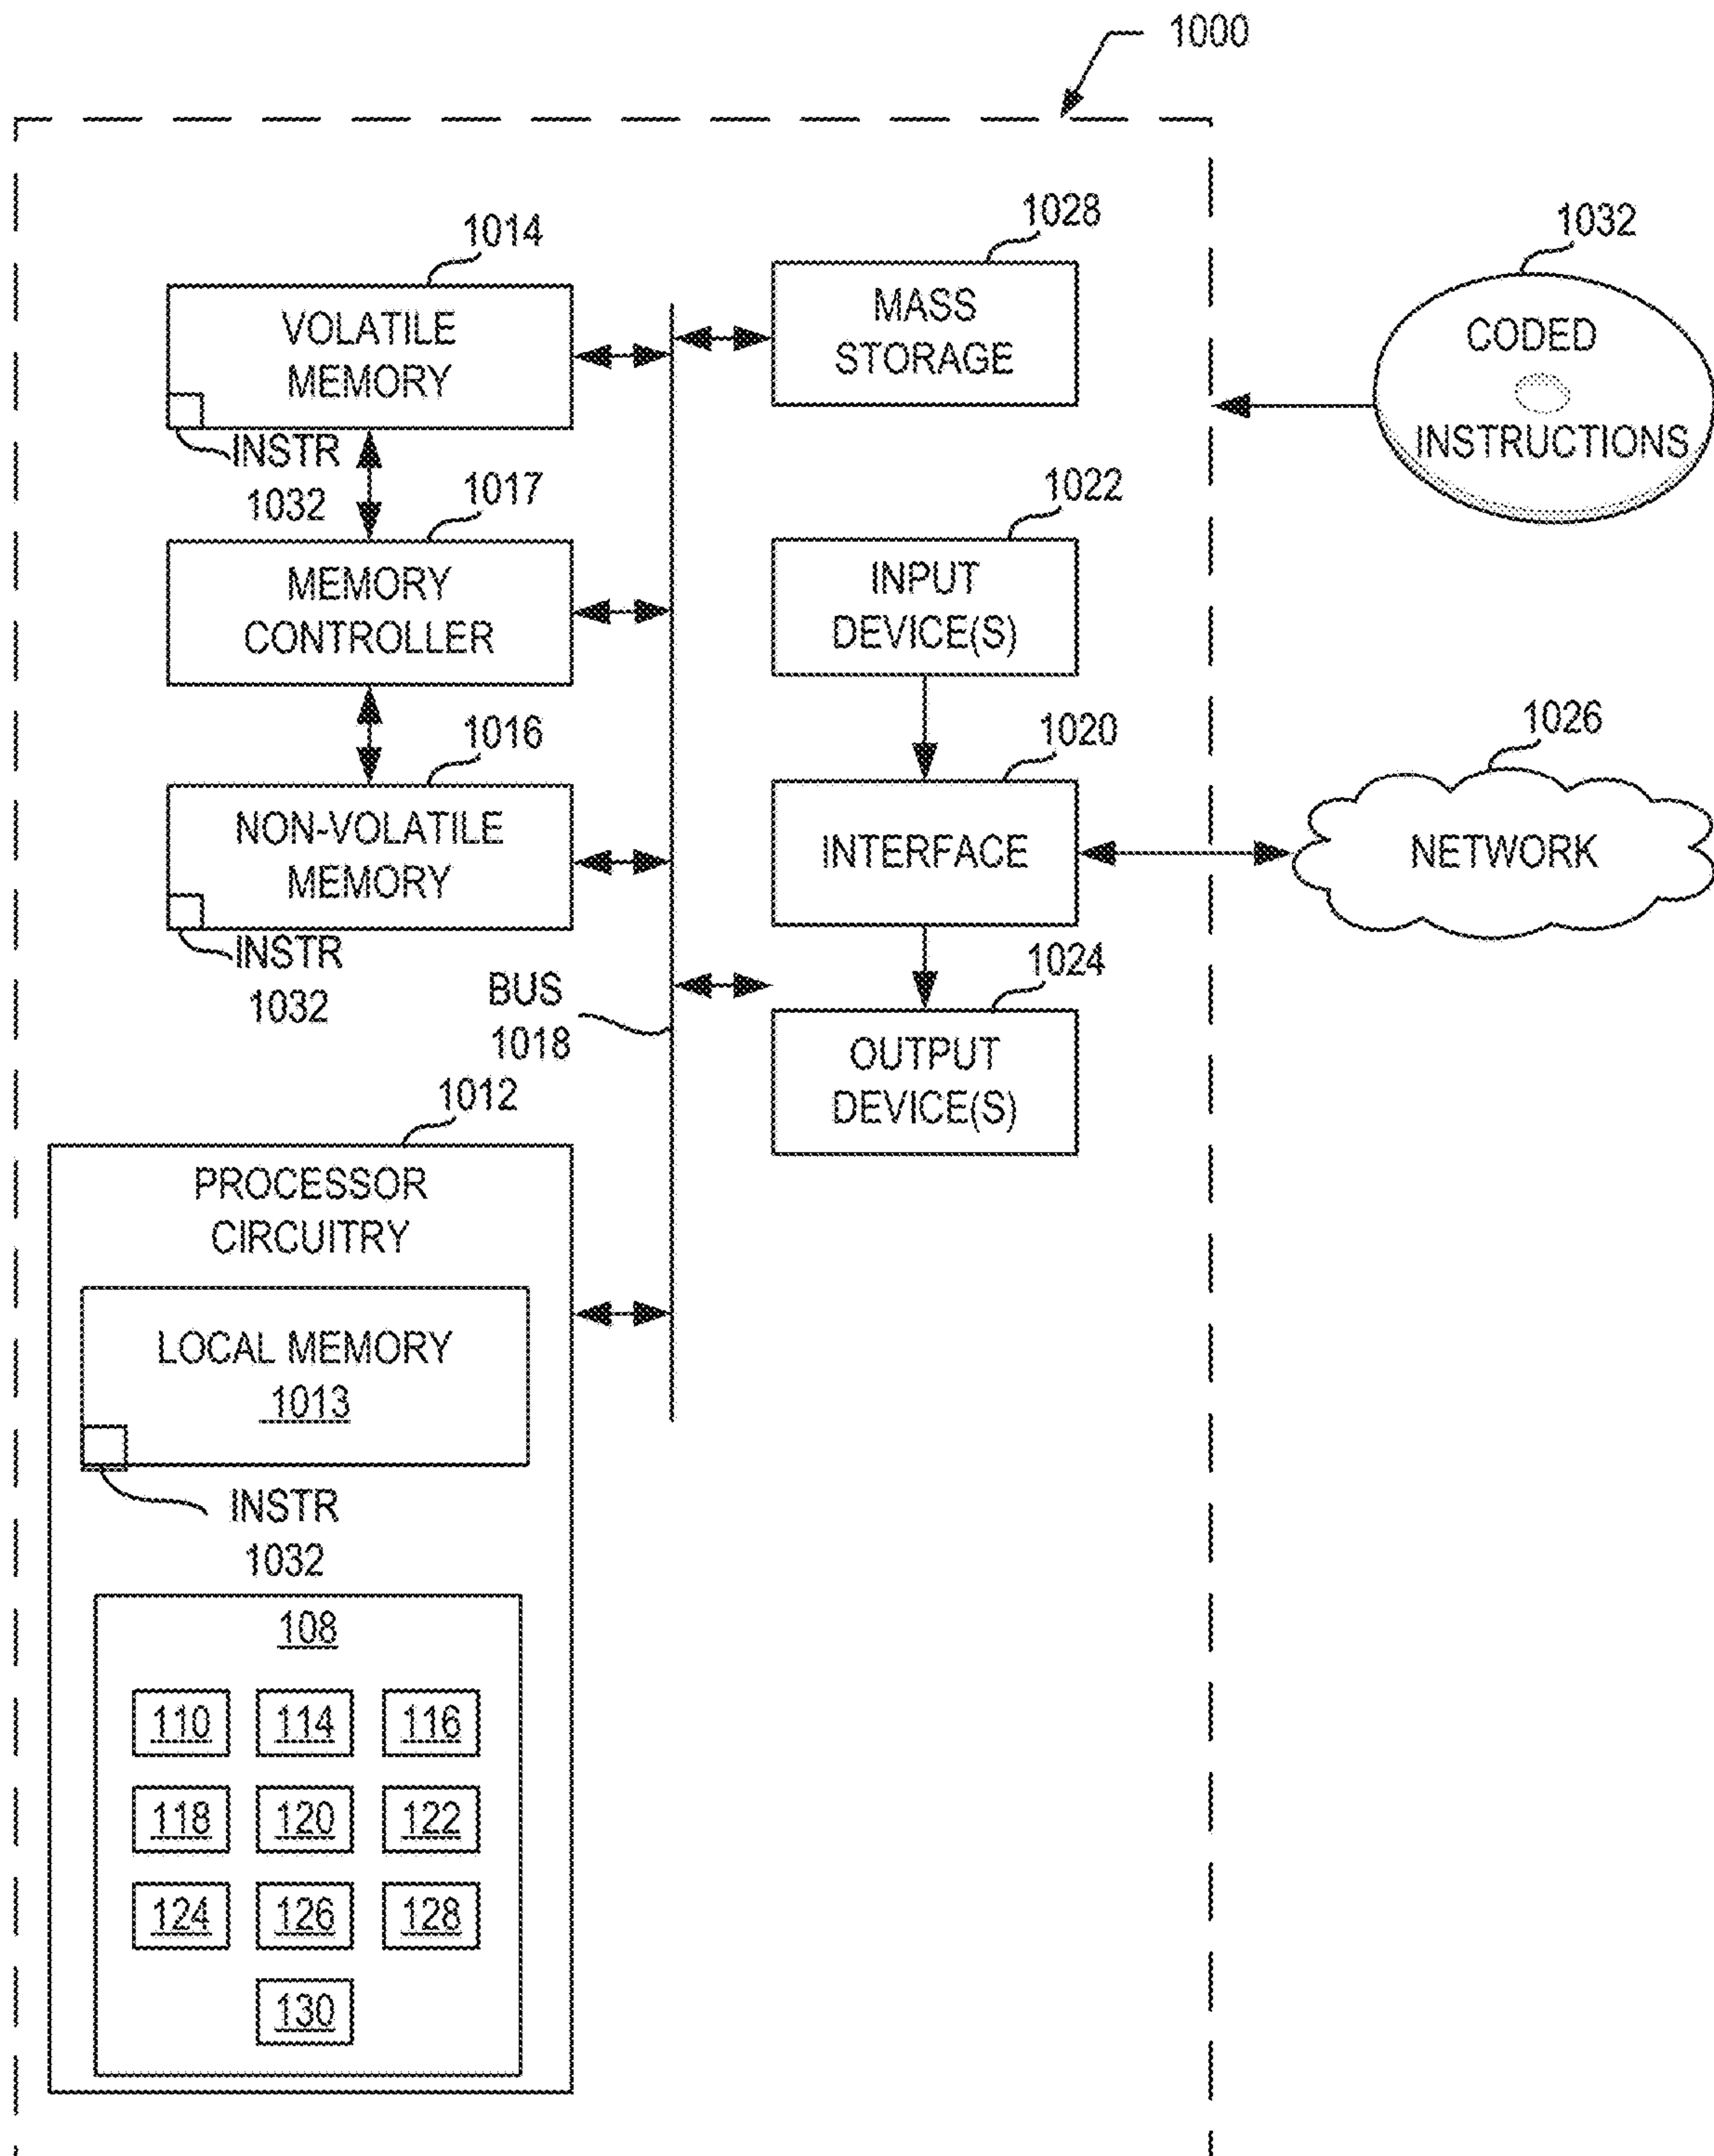 1000
1014
VOLATILE
MEMORY
INSTR
1032
1017
MEMORY
CONTROLLER
1016
NON-VOLATILE
MEMORY
INSTR
1032
BUS
1018
1028
MASS
STORAGE
1022
INPUT
DEVICE(S)
1020
INTERFACE
1024
OUTPUT
DEVICE(S)
1032
CODED
INSTRUCTIONS
1026
NETWORK
1012
PROCESSOR
CIRCUITRY
LOCAL MEMORY
1013
INSTR
1032
108
110 114 116
118 120 122
124 126 128
130